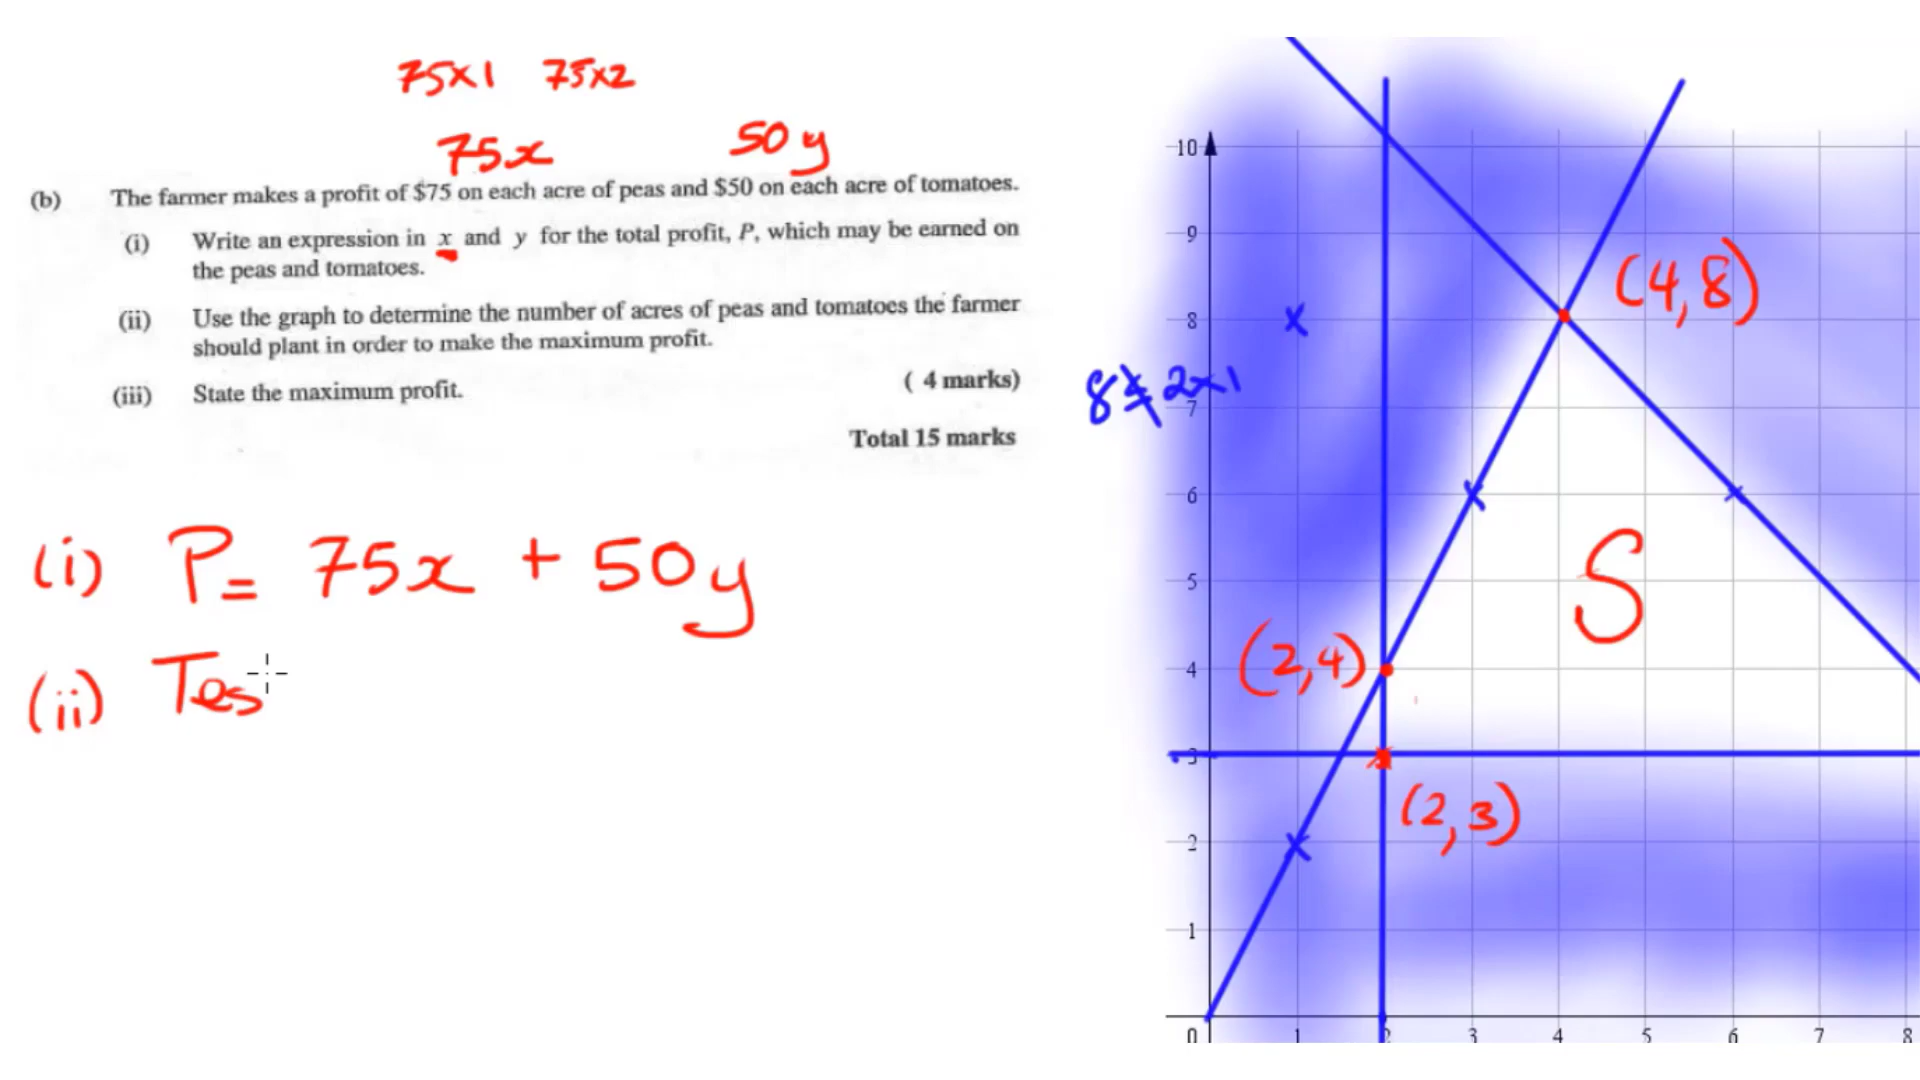 75x1 75x2
75x 50y
(b) The farmer makes a profit of $75 on each acre of peas and $50 on each acre of tomatoes.
(i) Write an expression in x and y for the total profit, P, which may be earned on
the peas and tomatoes.
(ii) Use the graph to determine the number of acres of peas and tomatoes the farmer
should plant in order to make the maximum profit.
(iii) State the maximum profit. ( 4 marks)
Total 15 marks
(i) P= 75x + 50y
(ii) Tes
10
9
(4,8)
8
8≰2x1
7
6
S
5
(2,4) 4
3
(2,3)
2
1
0 1 2 3 4 5 6 7 8